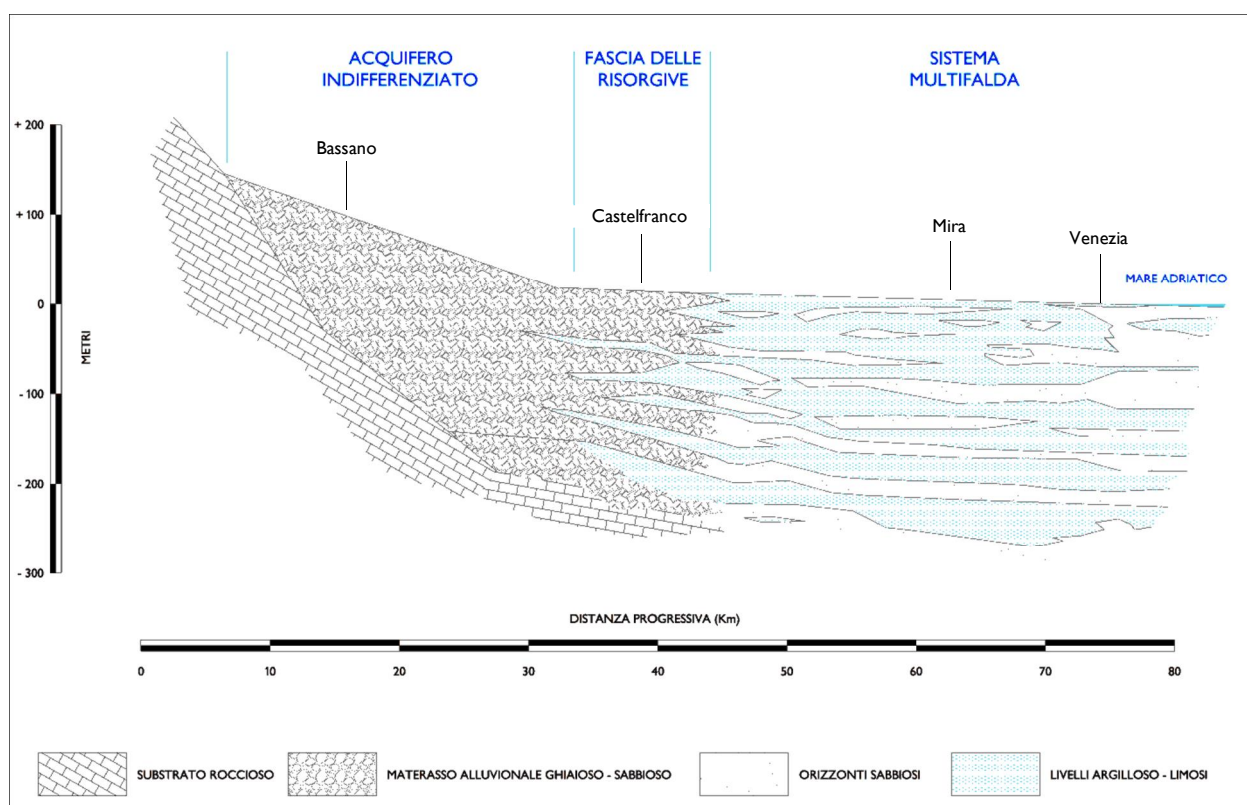 ACQUIFERO
INDIFFERENZIATO
FASCIA DELLE
RISORGIVE
SISTEMA
MULTIFALDA
+ 200
Bassano
+ 100
Castelfranco
Mira
Venezia
MARE ADRIATICO
0
METRI
- 100
- 200
- 300
DISTANZA PROGRESSIVA (Km)
0 10 20 30 40 50 60 70 80
SUBSTRATO ROCCIOSO
MATERASSO ALLUVIONALE GHIAIOSO - SABBIOSO
ORIZZONTI SABBIOSI
LIVELLI ARGILLOSO - LIMOSI